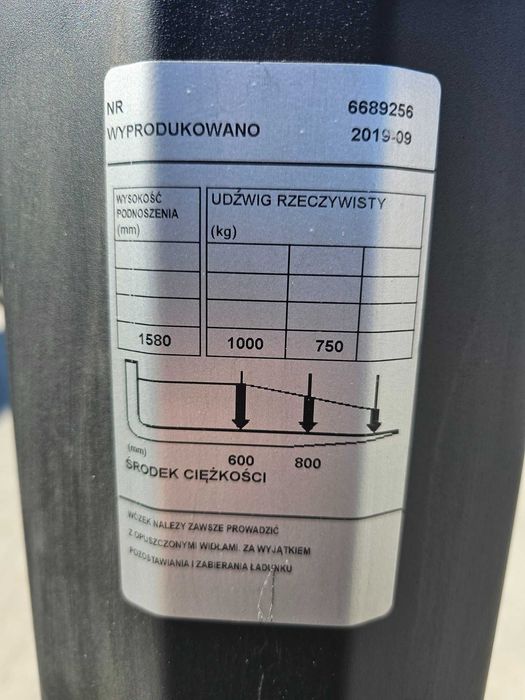 NR 6689256
WYPRODUKOWANO 2019-09
WYSOKOŚĆ
PODNOSZENIA
(mm)
UDŹWIG RZECZYWISTY
(kg)
1580 1000 750
(mm) 600 800
ŚRODEK CIĘŻKOŚCI
WÓZEK NALEŻY ZAWSZE PROWADZIĆ
Z OPUSZCZONYMI WIDŁAMI, ZA WYJĄTKIEM
POZOSTAWIANIA I ZABIERANIA ŁADUNKU